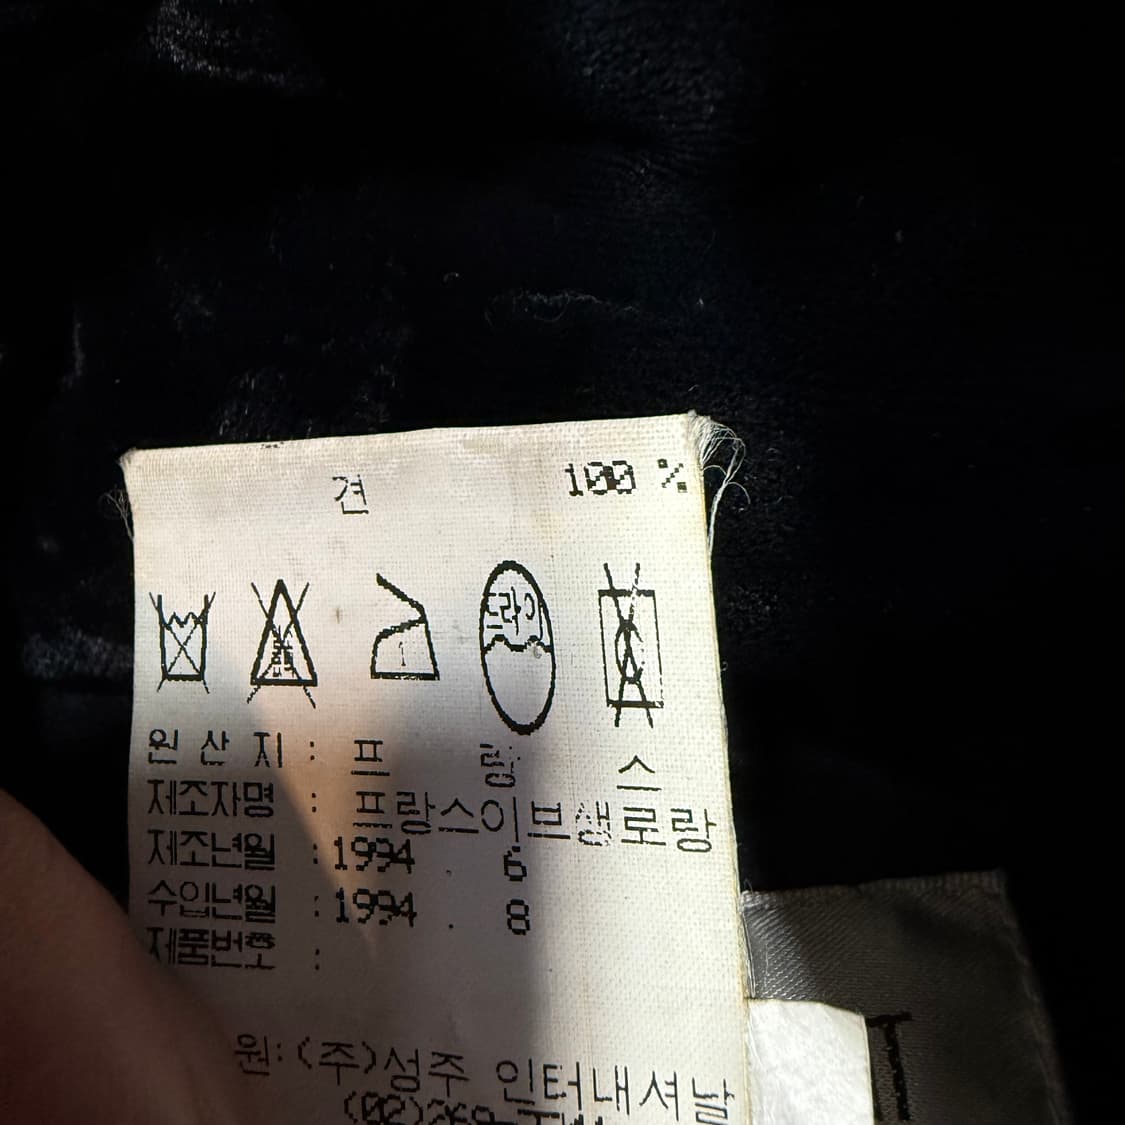 견 100 %
드라이
원 산 지 : 프 랑 스
제조자명 : 프랑스이브생로랑
제조년월 : 1994 . 6
수입년월 : 1994 . 8
제품번호 :
원: (주)성주 인터내셔날
(02)269-
T